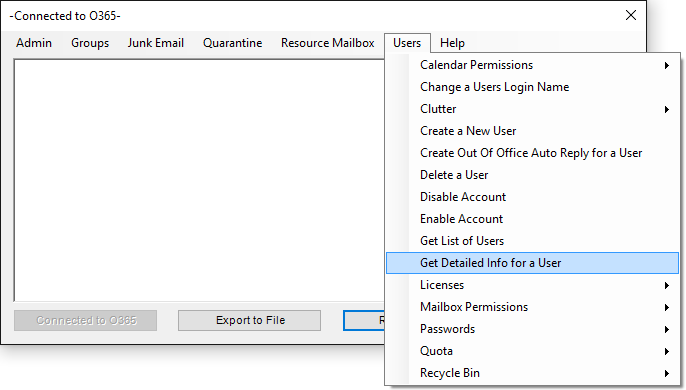 -Connected to O365-
Admin Groups Junk Email Quarantine Resource Mailbox Users Help
Calendar Permissions
Change a Users Login Name
Clutter
Create a New User
Create Out Of Office Auto Reply for a User
Delete a User
Disable Account
Enable Account
Get List of Users
Get Detailed Info for a User
Licenses
Mailbox Permissions
Passwords
Quota
Recycle Bin
Connected to O365 Export to File